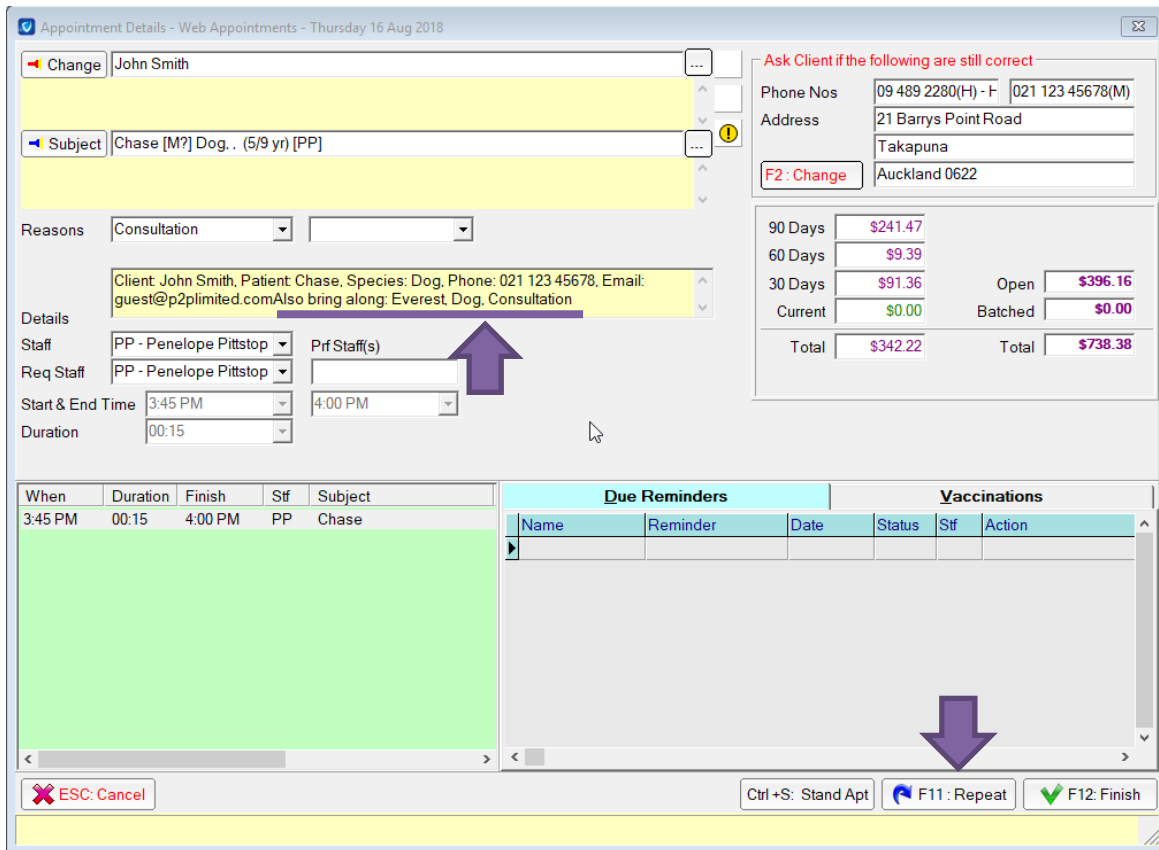 Appointment Details - Web Appointments - Thursday 16 Aug 2018
Change John Smith ...
Subject Chase [M?] Dog, , (5/9 yr) [PP] ...
Ask Client if the following are still correct
Phone Nos 09 489 2280(H) - H 021 123 45678(M)
Address 21 Barrys Point Road
Takapuna
F2 : Change Auckland 0622
Reasons Consultation
Details Client: John Smith, Patient: Chase, Species: Dog, Phone: 021 123 45678, Email:
guest@p2plimited.comAlso bring along: Everest, Dog, Consultation
Staff PP - Penelope Pittstop Prf Staff(s)
Req Staff PP - Penelope Pittstop
Start & End Time 3:45 PM 4:00 PM
Duration 00:15
90 Days $241.47
60 Days $9.39
30 Days $91.36 Open $396.16
Current $0.00 Batched $0.00
Total $342.22 Total $738.38
When Duration Finish Stf Subject
3:45 PM 00:15 4:00 PM PP Chase
Due Reminders Vaccinations
Name Reminder Date Status Stf Action
ESC: Cancel Ctrl +S: Stand Apt F11 : Repeat F12: Finish